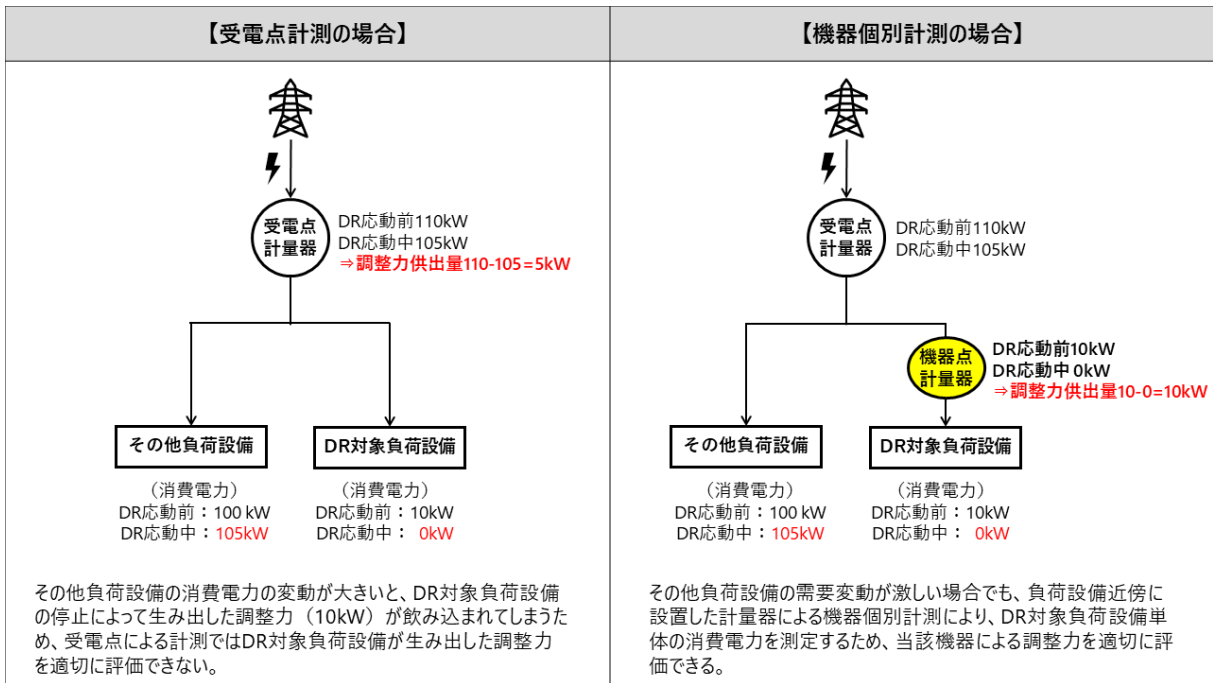 【受電点計測の場合】
受電点
計量器
DR応動前110kW
DR応動中105kW
⇒調整力供出量110-105=5kW
その他負荷設備
DR対象負荷設備
（消費電力）
DR応動前：100 kW
DR応動中：105kW
（消費電力）
DR応動前：10kW
DR応動中： 0kW
その他負荷設備の消費電力の変動が大きいと、DR対象負荷設備
の停止によって生み出した調整力（10kW）が飲み込まれてしまうた
め、受電点による計測ではDR対象負荷設備が生み出した調整力
を適切に評価できない。
【機器個別計測の場合】
受電点
計量器
DR応動前110kW
DR応動中105kW
機器点
計量器
DR応動前10kW
DR応動中 0kW
⇒調整力供出量10-0=10kW
その他負荷設備
DR対象負荷設備
（消費電力）
DR応動前：100 kW
DR応動中：105kW
（消費電力）
DR応動前：10kW
DR応動中： 0kW
その他負荷設備の需要変動が激しい場合でも、負荷設備近傍に
設置した計量器による機器個別計測により、DR対象負荷設備単
体の消費電力を測定するため、当該機器による調整力を適切に評
価できる。